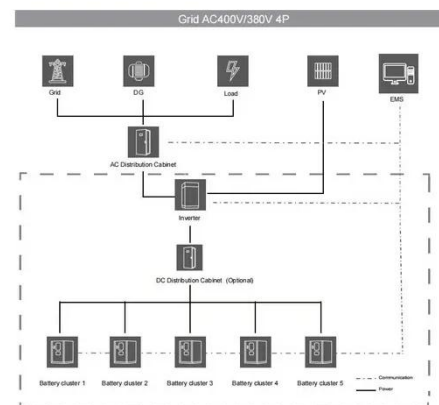 Grid AC400V/380V 4P
Grid
DG
Load
PV
EMS
AC Distribution Cabinet
Inverter
DC Distribution Cabinet (Optional)
Battery cluster 1
Battery cluster 2
Battery cluster 3
Battery cluster 4
Battery cluster 5
Communication
Power